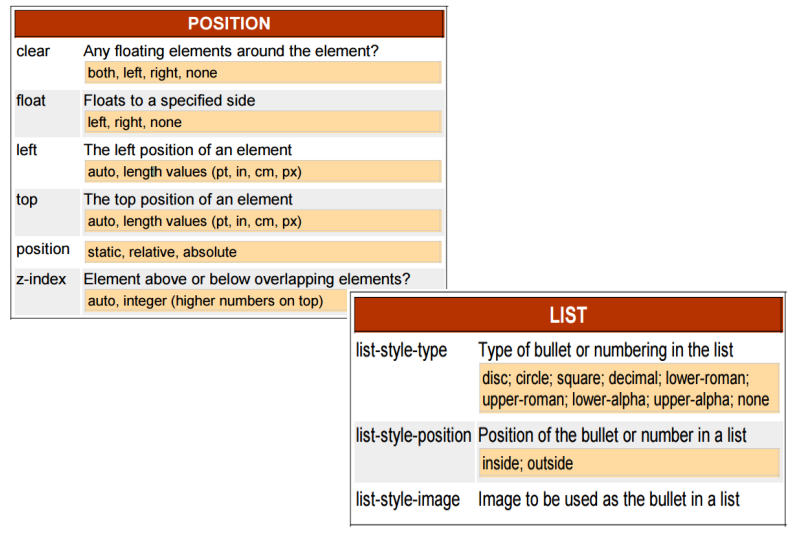 POSITION
clear Any floating elements around the element?
both, left, right, none
float Floats to a specified side
left, right, none
left The left position of an element
auto, length values (pt, in, cm, px)
top The top position of an element
auto, length values (pt, in, cm, px)
position static, relative, absolute
z-index Element above or below overlapping elements?
auto, integer (higher numbers on top)
LIST
list-style-type Type of bullet or numbering in the list
disc; circle; square; decimal; lower-roman;
upper-roman; lower-alpha; upper-alpha; none
list-style-position Position of the bullet or number in a list
inside; outside
list-style-image Image to be used as the bullet in a list